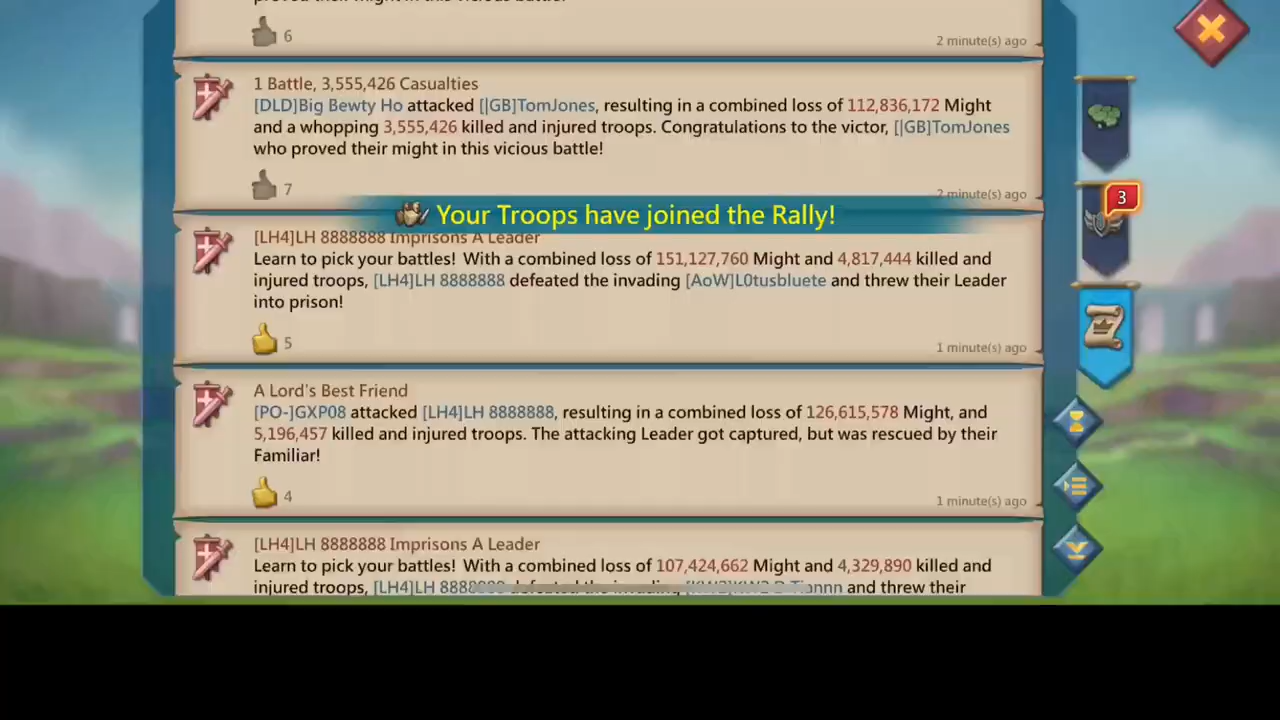 6
2 minute(s) ago
1 Battle, 3,555,426 Casualties
[DLD]Big Bewty Ho attacked [|GB]TomJones, resulting in a combined loss of 112,836,172 Might
and a whopping 3,555,426 killed and injured troops. Congratulations to the victor, [|GB]TomJones
who proved their might in this vicious battle!
7
2 minute(s) ago
Your Troops have joined the Rally!
3
[LH4]LH 8888888 Imprisons A Leader
Learn to pick your battles! With a combined loss of 151,127,760 Might and 4,817,444 killed and
injured troops, [LH4]LH 8888888 defeated the invading [AoW]L0tusbluete and threw their Leader
into prison!
5
1 minute(s) ago
A Lord's Best Friend
[PO-]GXP08 attacked [LH4]LH 8888888, resulting in a combined loss of 126,615,578 Might, and
5,196,457 killed and injured troops. The attacking Leader got captured, but was rescued by their
Familiar!
4
1 minute(s) ago
[LH4]LH 8888888 Imprisons A Leader
Learn to pick your battles! With a combined loss of 107,424,662 Might and 4,329,890 killed and
injured troops, [LH4]LH 8888888 defeated the invading and threw their